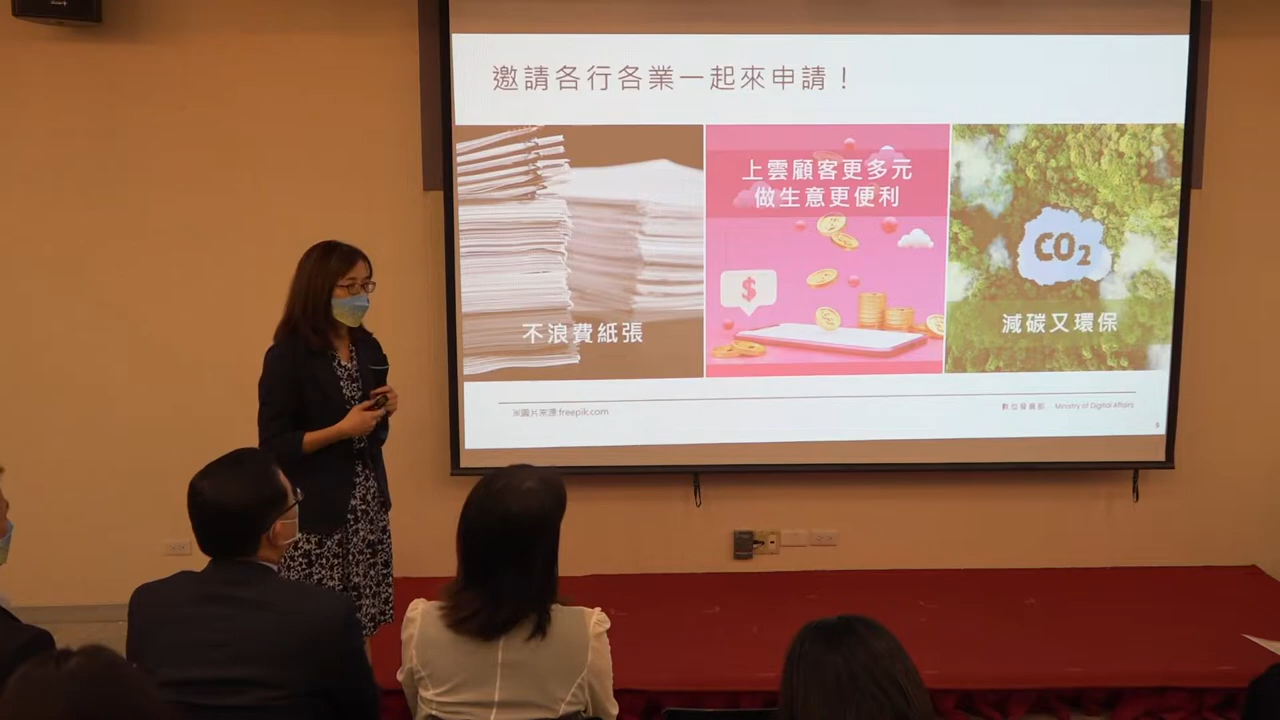 邀請各行各業一起來申請！
不浪費紙張
上雲顧客更多元
做生意更便利
$
CO₂
減碳又環保
※圖片來源:freepik.com
數位發展部 Ministry of Digital Affairs